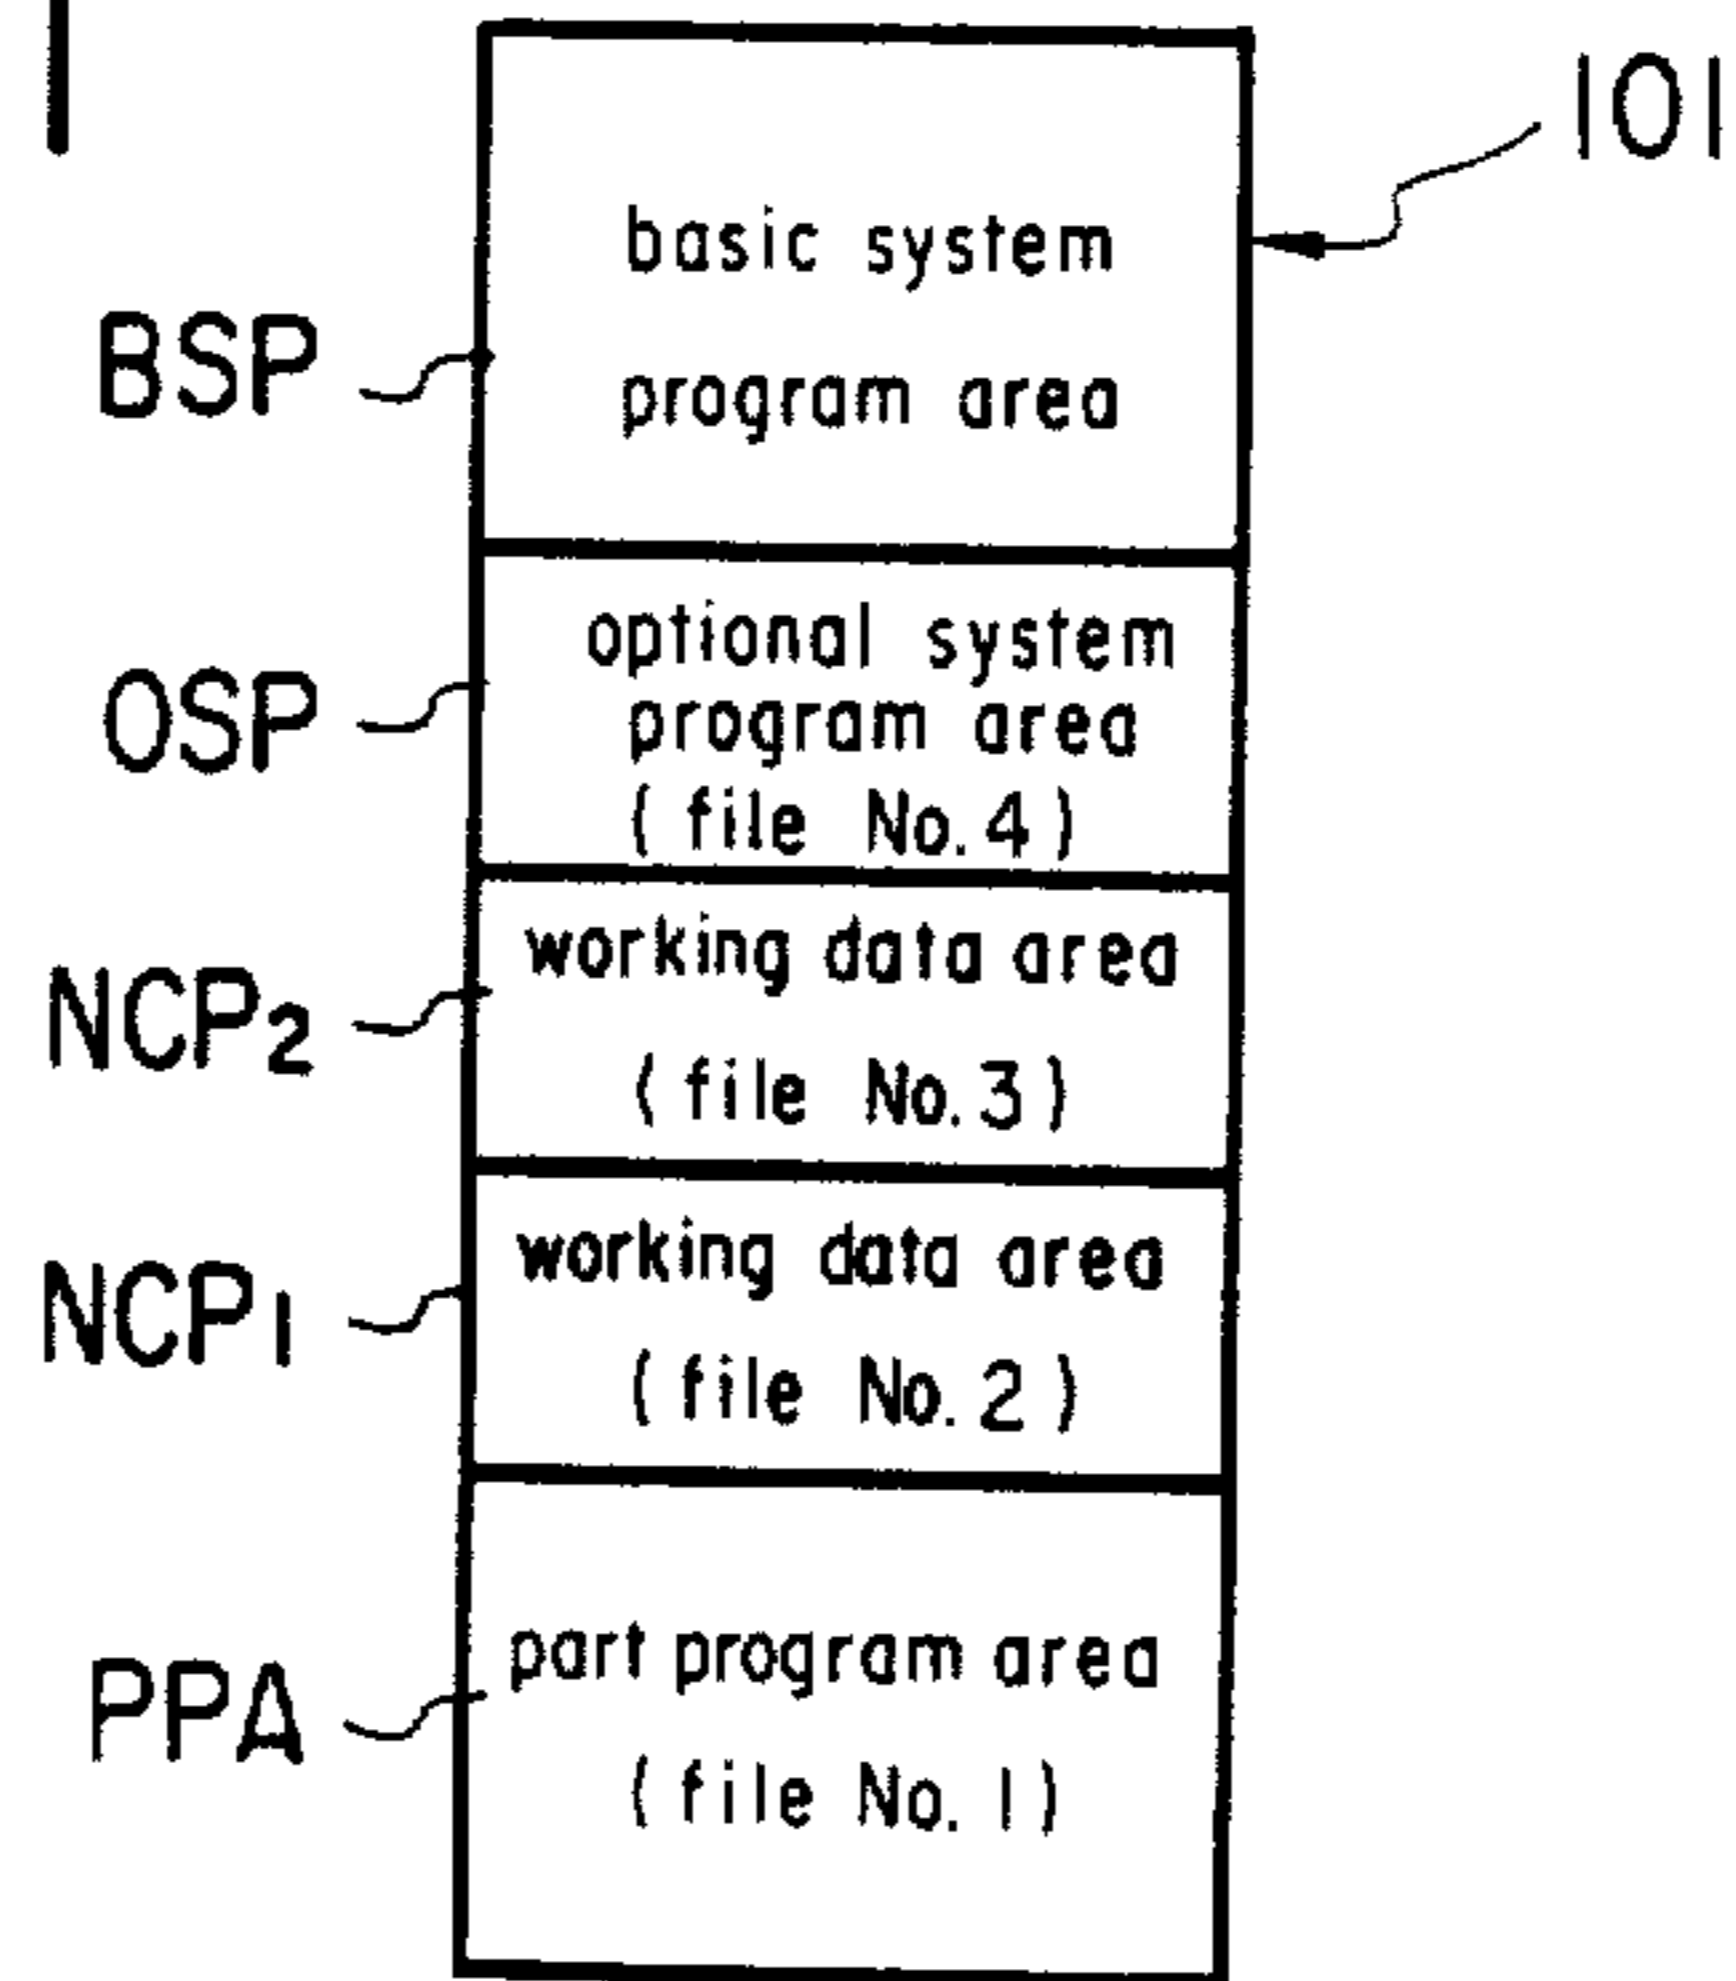 101
basic system
BSP
program area
optional system
OSP
program area
(file No. 4)
working data area
NCP2
(file No. 3)
working data area
NCP1
(file No. 2)
part program area
PPA
(file No. 1)